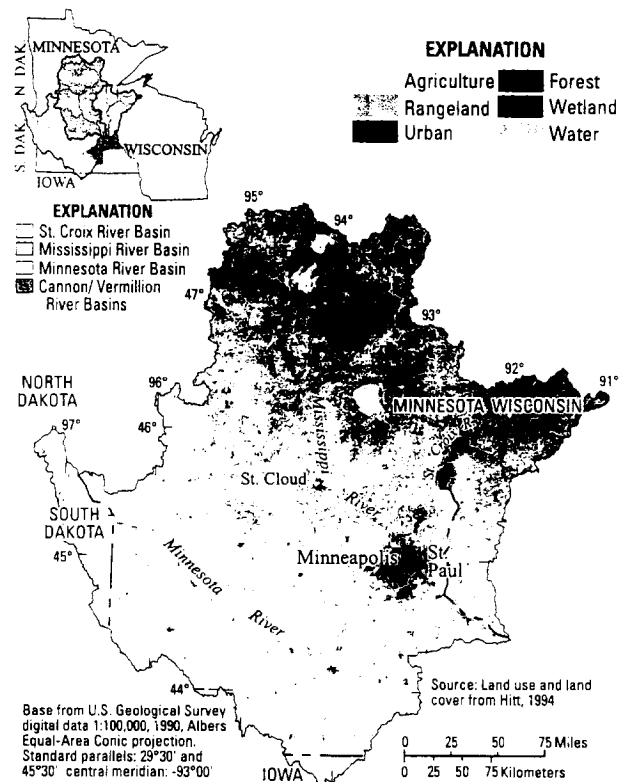 MINNESOTA
N DAK
S. DAK
WISCONSIN
IOWA
EXPLANATION
St. Croix River Basin
Mississippi River Basin
Minnesota River Basin
Cannon/ Vermillion
River Basins
EXPLANATION
Agriculture Forest
Rangeland Wetland
Urban Water
95°
94°
47°
93°
92°
91°
NORTH
DAKOTA
96°
97°
46°
MINNESOTA WISCONSIN
Mississippi
River
St. Croix R
St. Cloud
SOUTH
DAKOTA
45°
Minneapolis
St.
Paul
Minnesota
River
44°
Source: Land use and land
cover from Hitt, 1994
Base from U.S. Geological Survey
digital data 1:100,000, 1990, Albers
Equal-Area Conic projection.
Standard parallels: 29°30' and
45°30' central meridian: -93°00'
IOWA
0 25 50 75 Miles
0 25 50 75 Kilometers